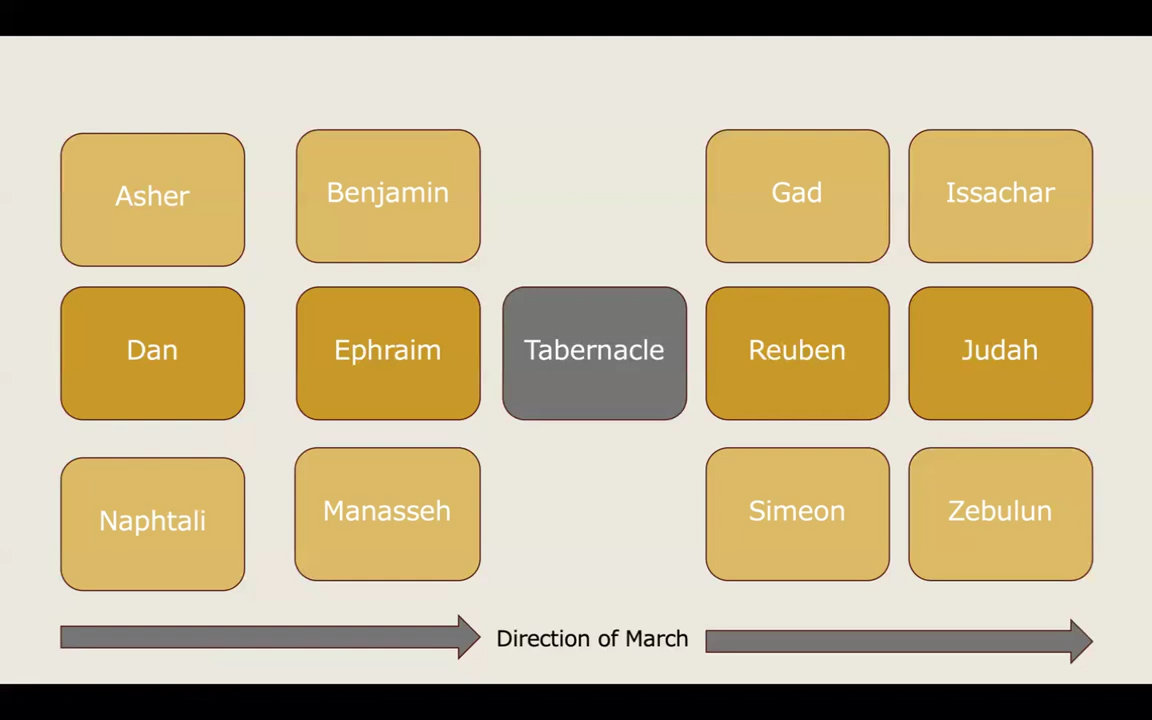 Asher
Benjamin
Gad
Issachar
Dan
Ephraim
Tabernacle
Reuben
Judah
Naphtali
Manasseh
Simeon
Zebulun
Direction of March